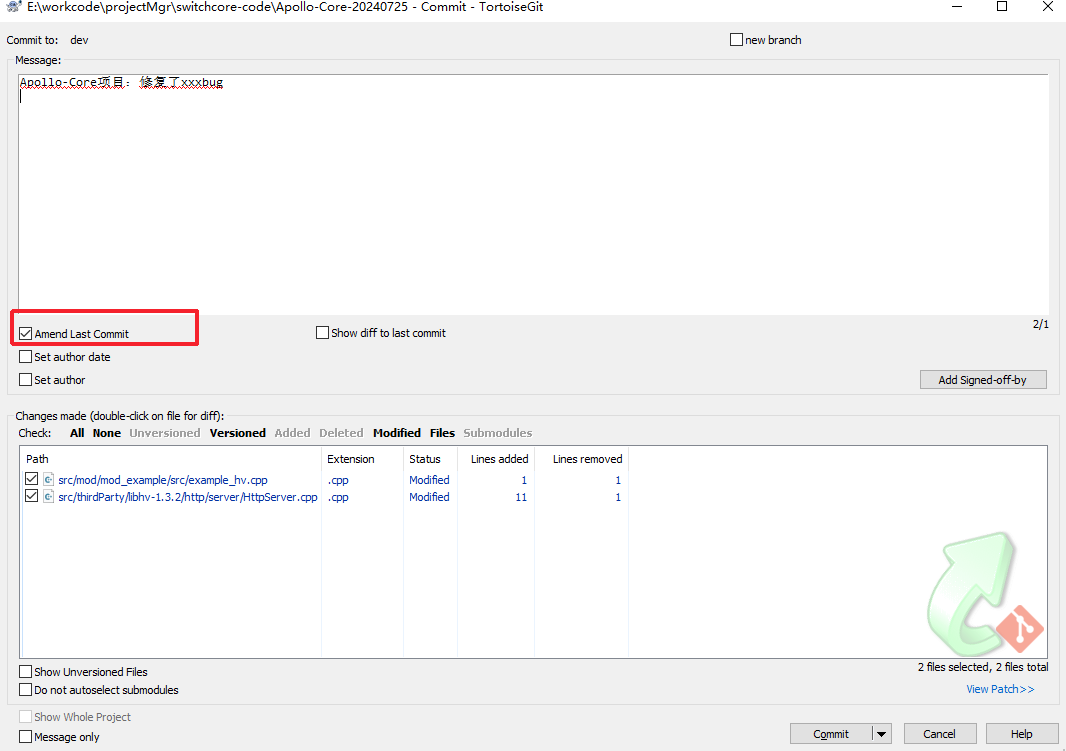 E:\workcode\projectMgr\switchcore-code\Apollo-Core-20240725 - Commit - TortoiseGit
Commit to: dev
new branch
Message:
Apollo-Core项目：修复了xxxbug
Amend Last Commit
Show diff to last commit
2/1
Set author date
Set author
Add Signed-off-by
Changes made (double-click on file for diff):
Check: All None Unversioned Versioned Added Deleted Modified Files Submodules
Path Extension Status Lines added Lines removed
src/mod/mod_example/src/example_hv.cpp .cpp Modified 1 1
src/thirdParty/libhv-1.3.2/http/server/HttpServer.cpp .cpp Modified 11 1
Show Unversioned Files
2 files selected, 2 files total
Do not autoselect submodules
View Patch>>
Show Whole Project
Message only
Commit
Cancel
Help